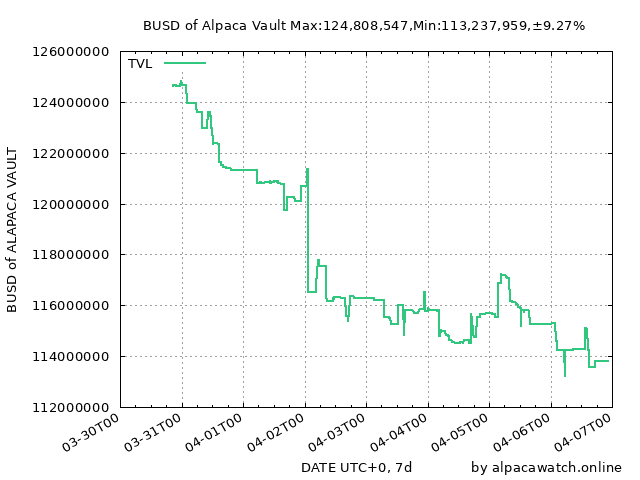 BUSD of Alpaca Vault Max:124,808,547,Min:113,237,959,±9.27%
126000000
TVL
124000000
122000000
120000000
118000000
116000000
114000000
112000000
BUSD of ALAPACA VAULT
03-30T00
03-31T00
04-01T00
04-02T00
04-03T00
04-04T00
04-05T00
04-06T00
04-07T00
DATE UTC+0, 7d
by alpacawatch.online